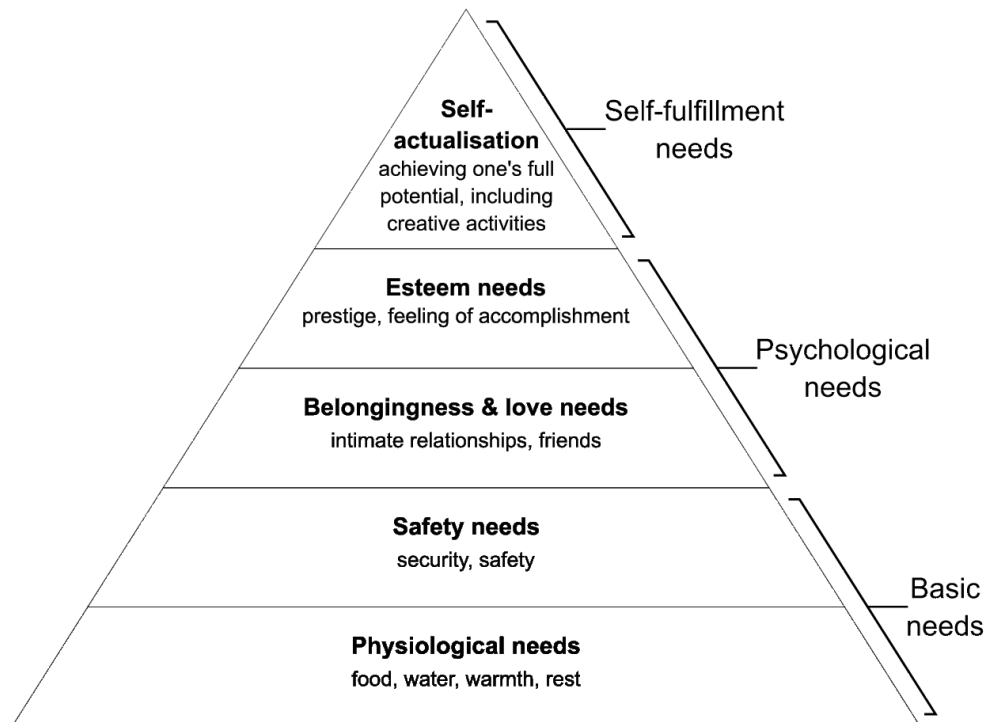 Self-
actualisation
achieving one's full
potential, including
creative activities
Self-fulfillment
needs
Esteem needs
prestige, feeling of accomplishment
Psychological
needs
Belongingness & love needs
intimate relationships, friends
Safety needs
security, safety
Basic
needs
Physiological needs
food, water, warmth, rest